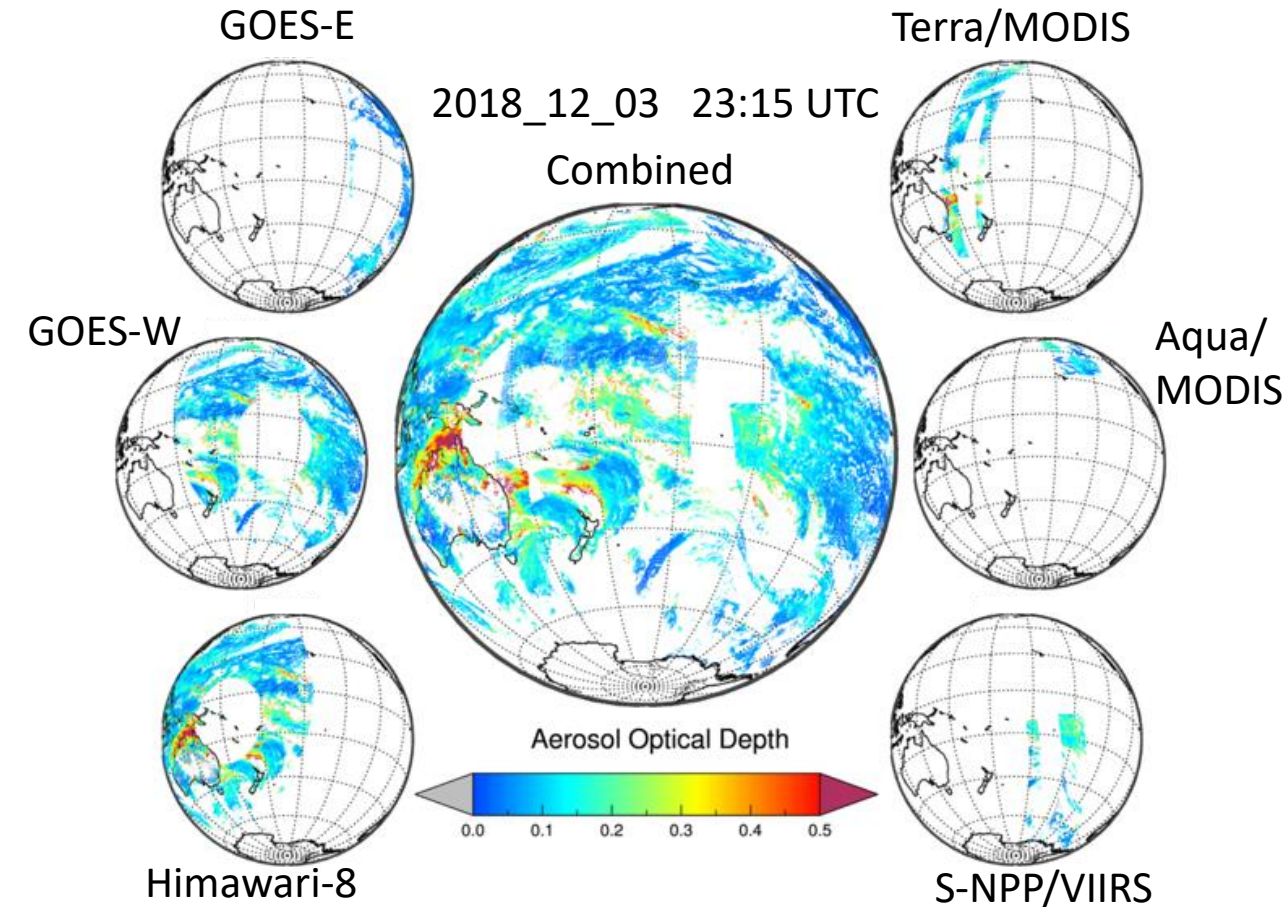 GOES-E
Terra/MODIS
2018_12_03 23:15 UTC
Combined
GOES-W
Aqua/
MODIS
Aerosol Optical Depth
0.0 0.1 0.2 0.3 0.4 0.5
Himawari-8
S-NPP/VIIRS